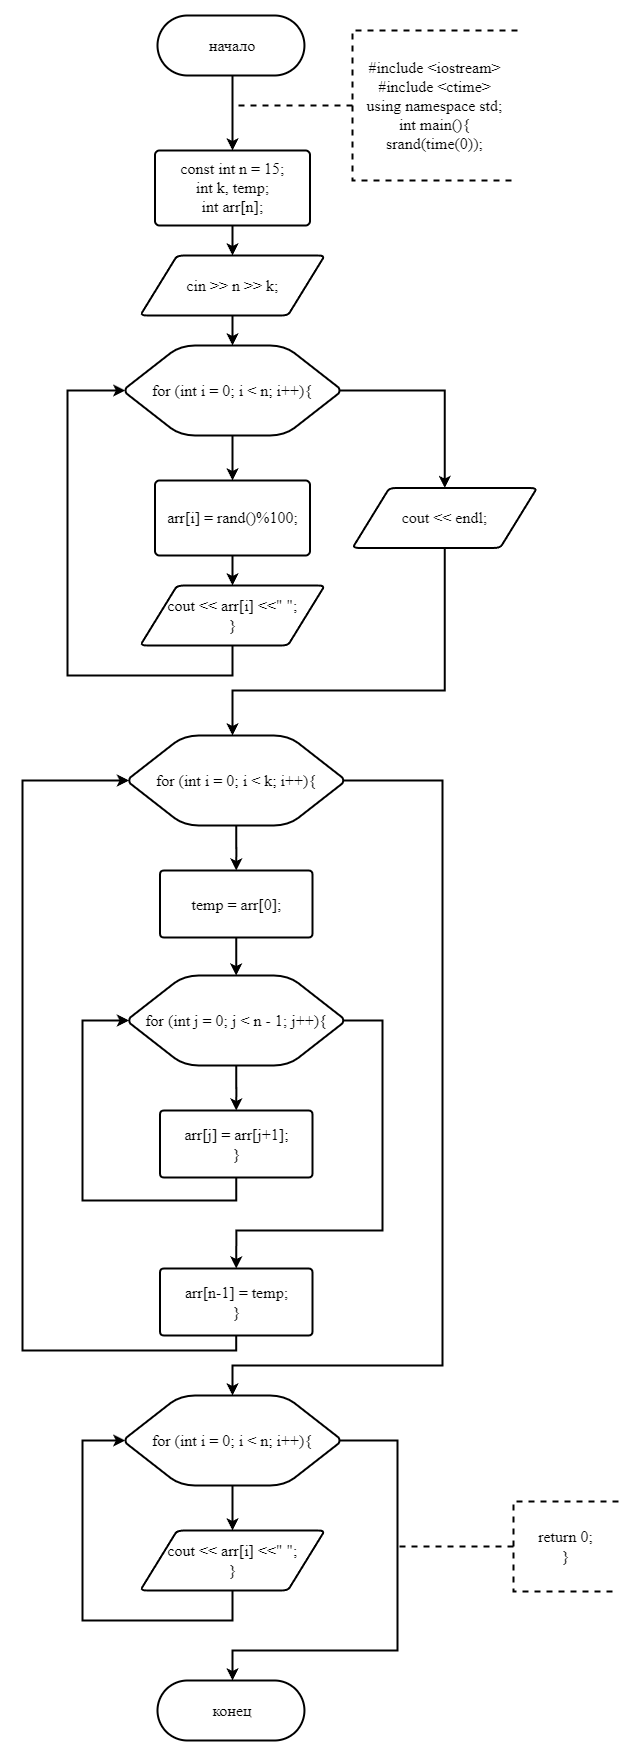 начало
#include <iostream>
#include <ctime>
using namespace std;
int main(){
srand(time(0));
const int n = 15;
int k, temp;
int arr[n];
cin >> n >> k;
for (int i = 0; i < n; i++){
arr[i] = rand()%100;
cout << endl;
cout << arr[i] <<" ";
}
for (int i = 0; i < k; i++){
temp = arr[0];
for (int j = 0; j < n - 1; j++){
arr[j] = arr[j+1];
}
arr[n-1] = temp;
}
for (int i = 0; i < n; i++){
cout << arr[i] <<" ";
}
return 0;
}
конец